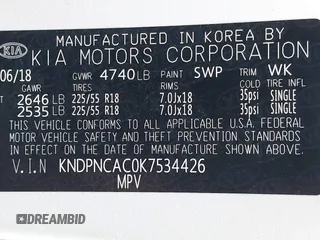 MANUFACTURED IN KOREA BY
KIA KIA MOTORS CORPORATION
06/18 GVWR 4740LB PAINT SWP TRIM WK
GAWR TIRE SIZE RIMS COLD TIRE INFL
2646 LB 225/55 R18 7.0Jx18 35psi SINGLE
2535 LB 225/55 R18 7.0Jx18 35psi SINGLE
THIS VEHICLE CONFORMS TO ALL APPLICABLE U.S.A FEDERAL
MOTOR VEHICLE SAFETY AND THEFT PREVENTION STANDARDS
IN EFFECT ON THE DATE OF MANUFACTURE SHOWN ABOVE
V.I.N KNDPNCAC0K7534426
MPV
DREAMBID